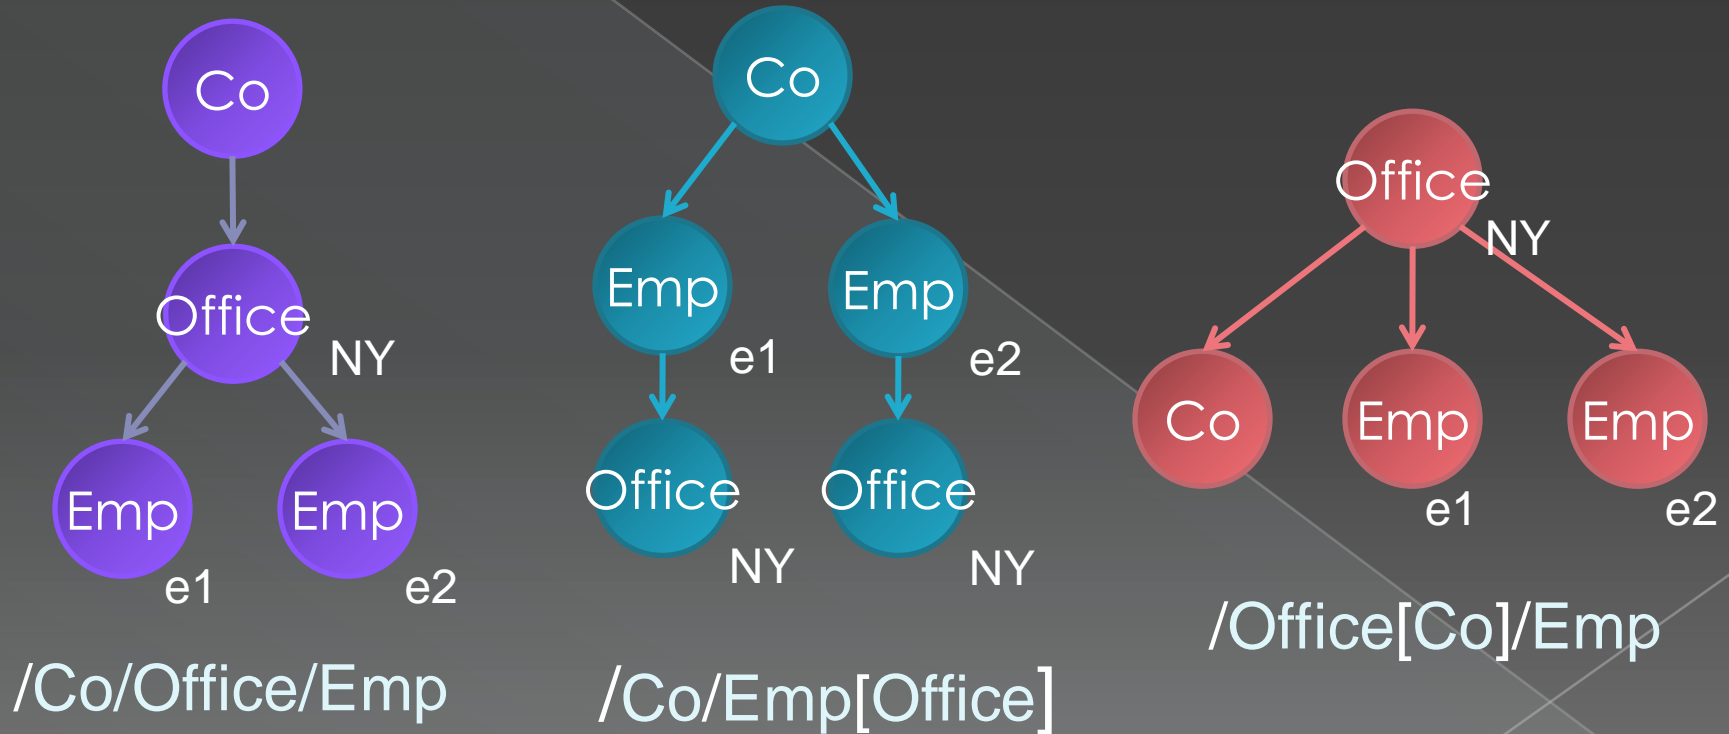 Co
Office
NY
Emp
Emp
e1
e2
/Co/Office/Emp
Co
Emp
Emp
e1
e2
Office
Office
NY
NY
/Co/Emp[Office]
Office
NY
Co
Emp
Emp
e1
e2
/Office[Co]/Emp